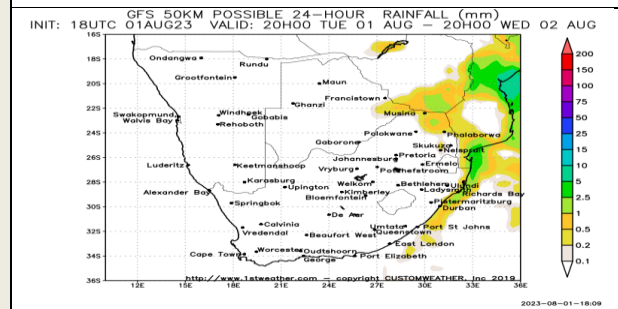 GFS 50KM POSSIBLE 24-HOUR RAINFALL (mm)
INIT: 18UTC 01AUG23 VALID: 20H00 TUE 01 AUG - 20H00 WED 02 AUG
16S
Ondangwa
Rundu
200
18S
150
Grootfontein
Maun
100
20S
Francistown
75
Ghanzi
22S
Musina
50
Swakopmund
Windhoek
Gobabis
Walvis Bay
Rehoboth
25
24S
Polokwane
Phalaborwa
15
Gaborone
Skukuza
Nelspruit
10
26S
Johannesburg
Pretoria
Luderitz
Keetmanshoop
Vryburg
Potchefstroom
Ermelo
5
28S
Karasburg
Upington
Welkom
Bethlehem
Ulundi
2.5
Alexander Bay
Kimberley
Ladysmith
Richards Bay
Bloemfontein
1
30S
Springbok
Pietermaritzburg
Durban
De Aar
0.5
Calvinia
Umtata
Port St Johns
32S
Vredendal
Beaufort West
Queenstown
0.2
East London
34S
Cape Town
Worcester
Oudtshoorn
0.1
George
Port Elizabeth
36S
http://www.1stweather.com - copyright CUSTOMWEATHER, Inc 2019
12E 15E 18E 21E 24E 27E 30E 33E 36E
2023-08-01-18:09